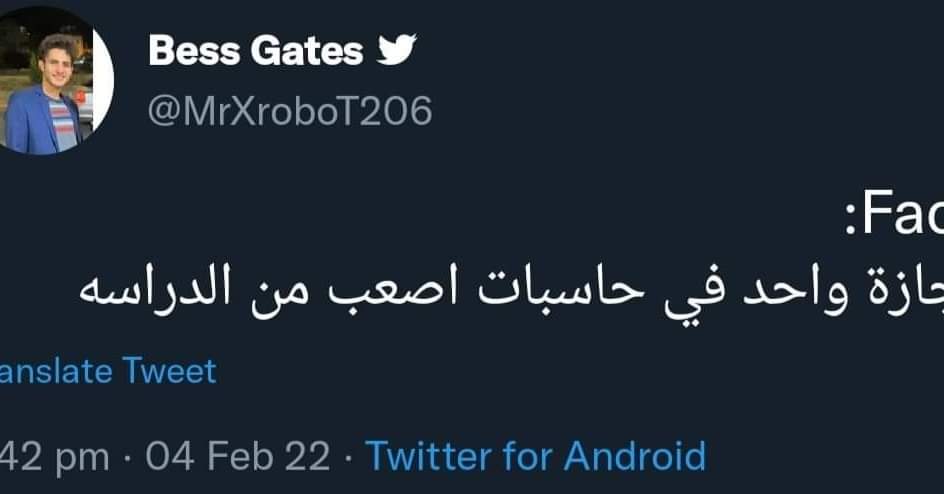 Bess Gates
@MrXroboT206
:Fac
جازة واحد في حاسبات اصعب من الدراسه
anslate Tweet
42 pm · 04 Feb 22 · Twitter for Android